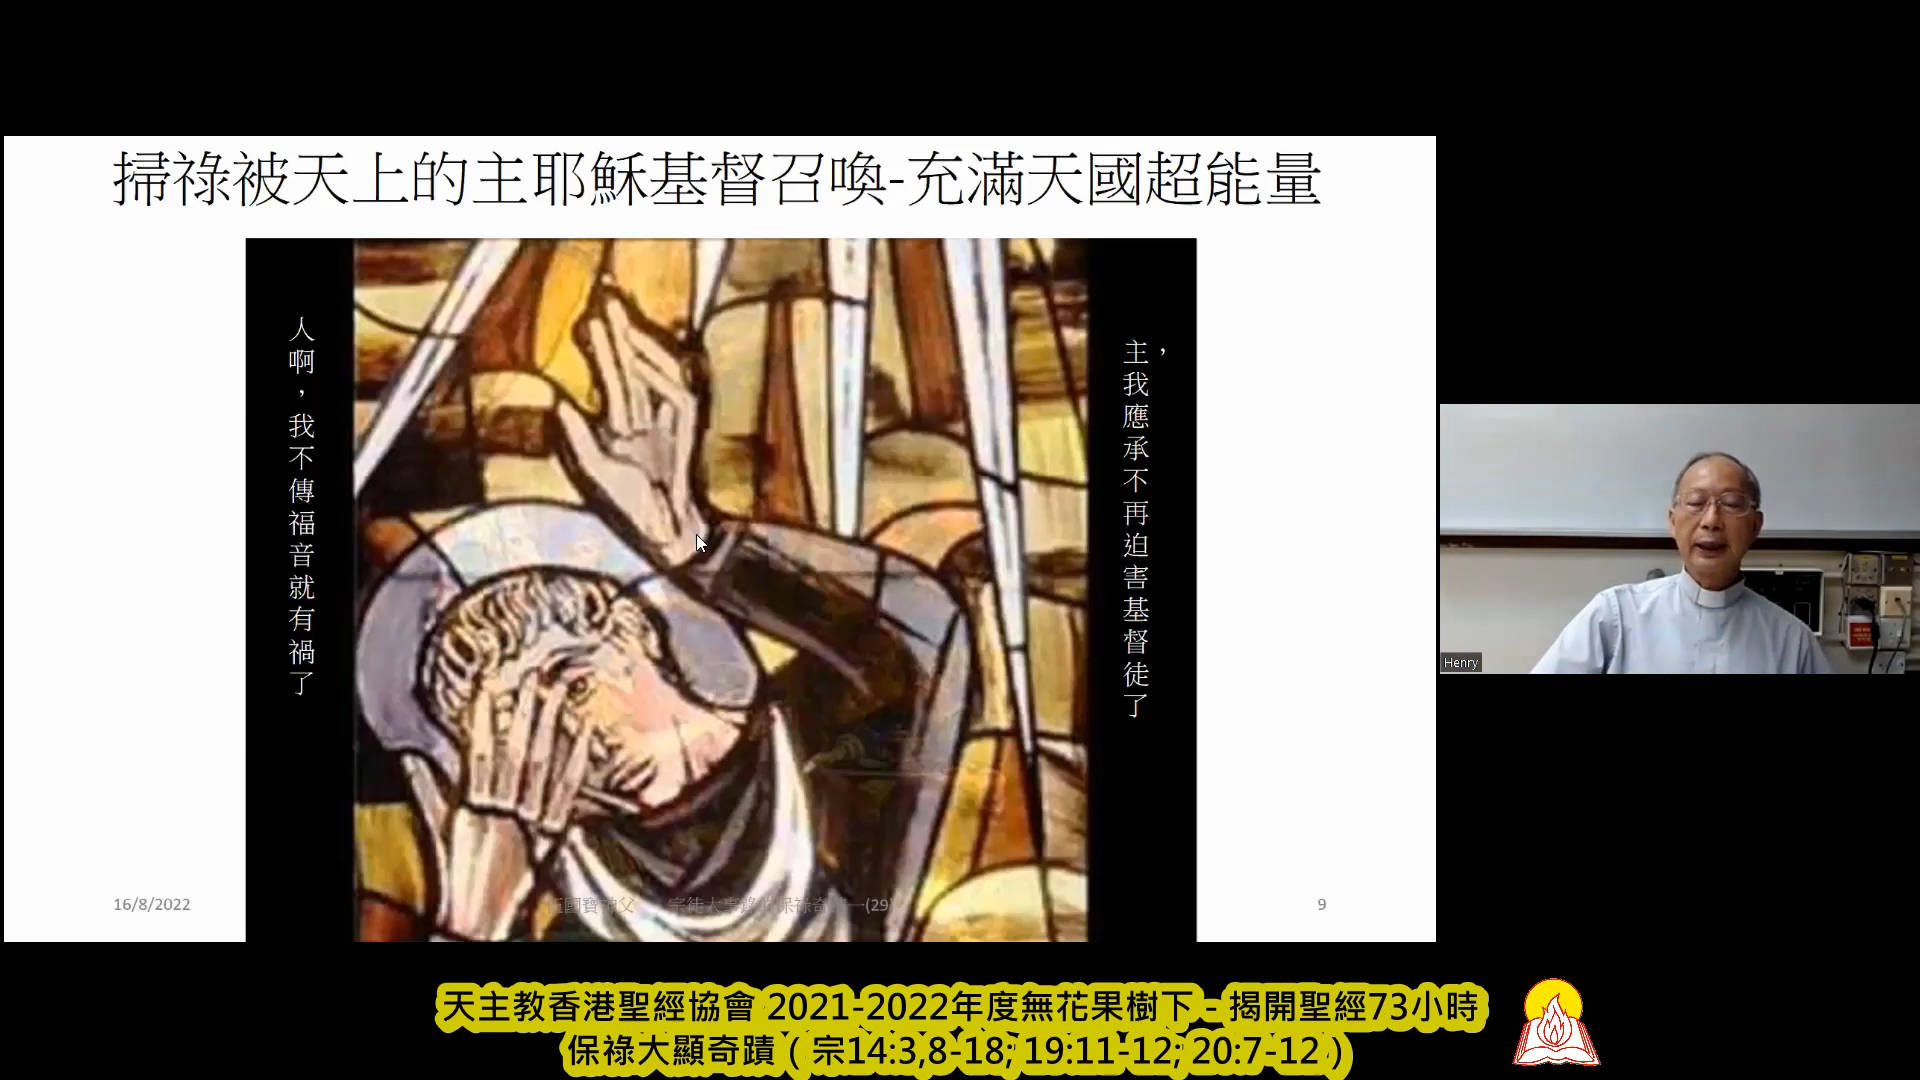 掃祿被天上的主耶穌基督召喚-充滿天國超能量
人啊，我不傳福音就有禍了
主，我應承不再迫害基督徒了
16/8/2022
(29)
9
Henry
天主教香港聖經協會 2021-2022年度無花果樹下 - 揭開聖經73小時
保祿大顯奇蹟（宗14:3,8-18; 19:11-12; 20:7-12）